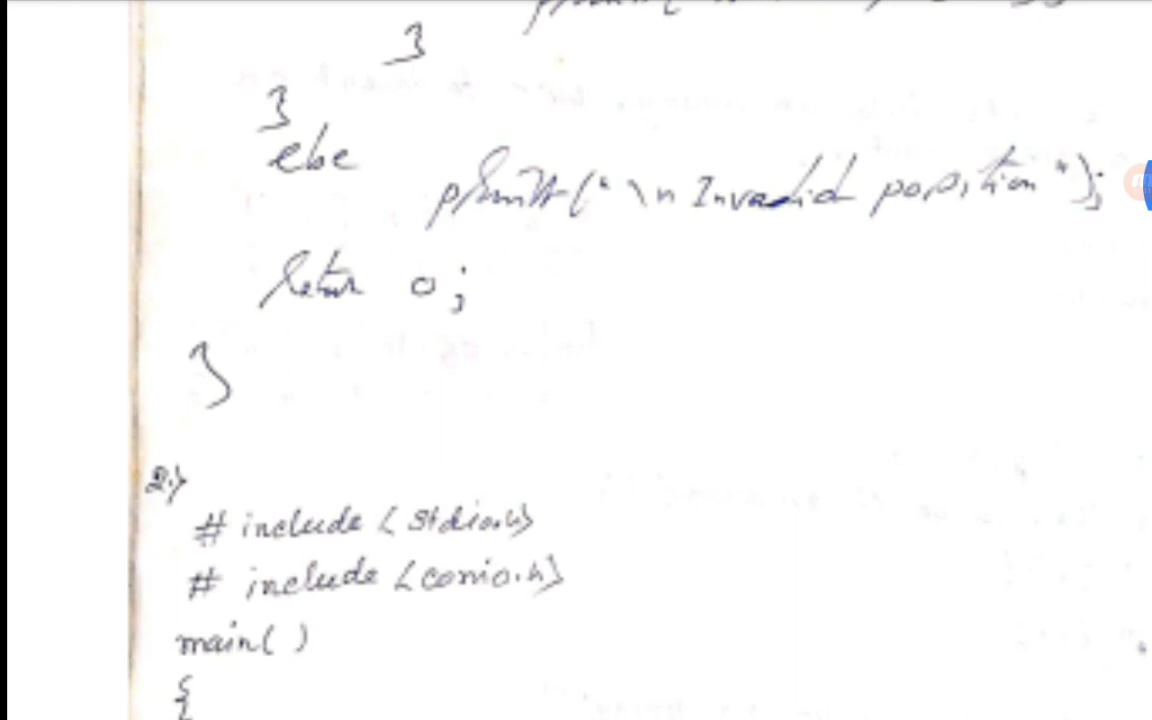 }
}
else
printf("\n Invalid position");
return 0;
}
2.)
# include <stdio.h>
# include <conio.h>
main( )
{